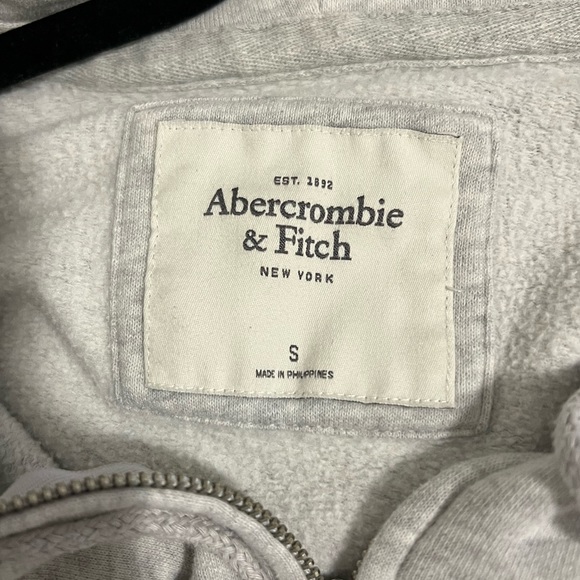 EST. 1892
Abercrombie
& Fitch
NEW YORK
S
MADE IN PHILIPPINES